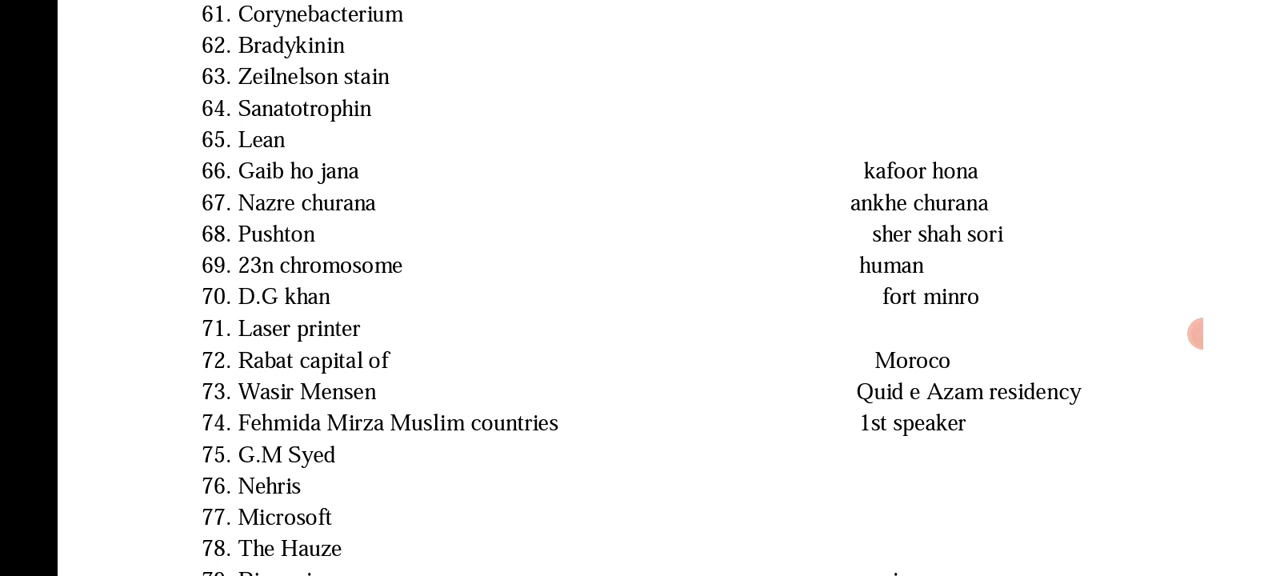 61. Corynebacterium
62. Bradykinin
63. Zeilnelson stain
64. Sanatotrophin
65. Lean
66. Gaib ho jana kafoor hona
67. Nazre churana ankhe churana
68. Pushton sher shah sori
69. 23n chromosome human
70. D.G khan fort minro
71. Laser printer
72. Rabat capital of Moroco
73. Wasir Mensen Quid e Azam residency
74. Fehmida Mirza Muslim countries 1st speaker
75. G.M Syed
76. Nehris
77. Microsoft
78. The Hauze